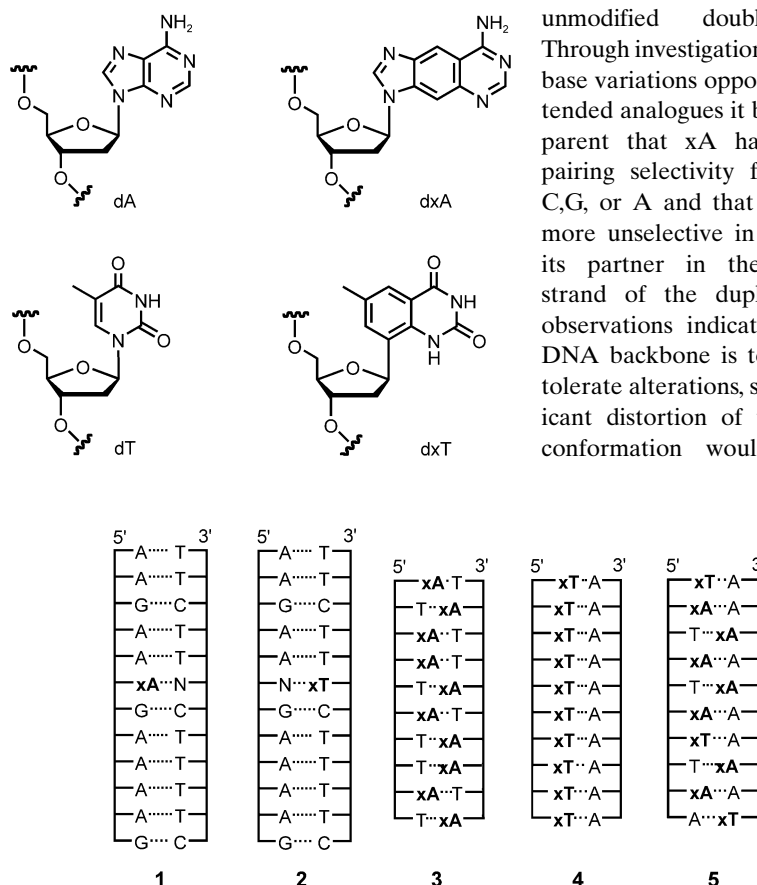 NH2
N
N
N
N
O
O
O
dA
NH2
N
N
N
N
O
O
O
dxA
O
NH
N
O
O
O
O
dT
O
NH
N
H
O
O
O
O
dxT
unmodified doubl
Through investigation
base variations oppo
tended analogues it b
parent that xA ha
pairing selectivity f
C,G, or A and that
more unselective in
its partner in the
strand of the dupl
observations indicat
DNA backbone is to
tolerate alterations, s
icant distortion of
conformation woul
5' 3'
A·····T
A·····T
G·····C
A·····T
A·····T
xA···N
G·····C
A·····T
A·····T
A·····T
A·····T
G·····C
1
5' 3'
A·····T
A·····T
G·····C
A·····T
A·····T
N···xT
G·····C
A·····T
A·····T
A·····T
A·····T
G·····C
2
5' 3'
xA··T
T···xA
xA··T
xA··T
T···xA
xA··T
T···xA
T···xA
xA··T
T···xA
3
5' 3'
xT··A
xT··A
xT··A
xT··A
xT··A
xT··A
xT··A
xT··A
xT··A
xT··A
4
5' 3
xT··A
xA··A
T···xA
xA··A
T···xA
xA··A
xT··A
T···xA
xA··A
A···xT
5